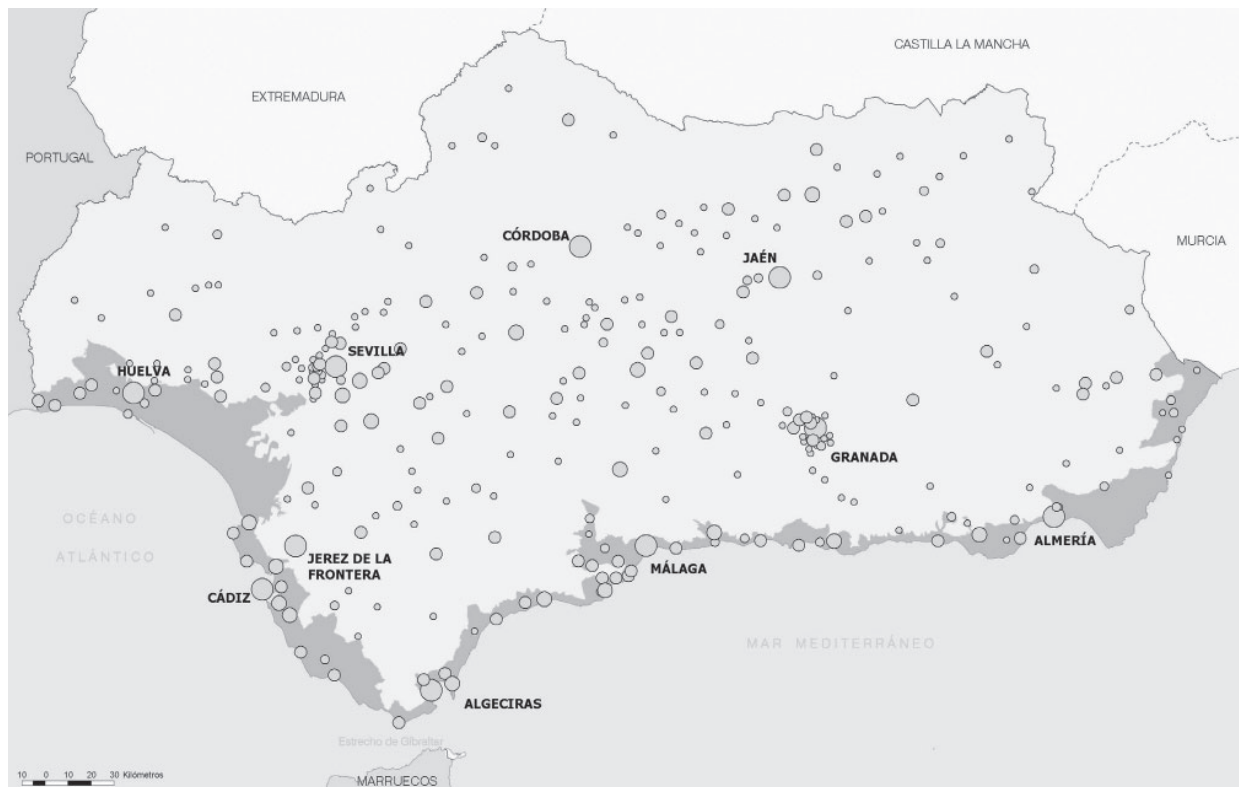 CASTILLA LA MANCHA
EXTREMADURA
PORTUGAL
MURCIA
CÓRDOBA
JAÉN
SEVILLA
HUELVA
GRANADA
OCÉANO
ATLÁNTICO
ALMERÍA
JEREZ DE LA
FRONTERA
MÁLAGA
CÁDIZ
MAR MEDITERRÁNEO
ALGECIRAS
Estrecho de Gibraltar
10 0 10 20 30 Kilómetros
MARRUECOS